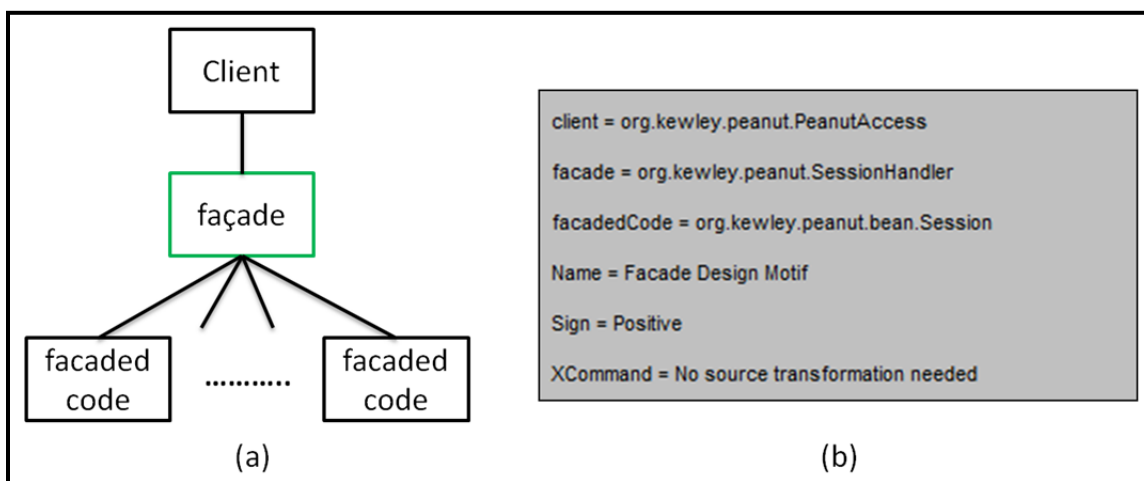 Client
façade
facaded
code
...........
facaded
code
(a)
client = org.kewley.peanut.PeanutAccess
facade = org.kewley.peanut.SessionHandler
facadedCode = org.kewley.peanut.bean.Session
Name = Facade Design Motif
Sign = Positive
XCommand = No source transformation needed
(b)